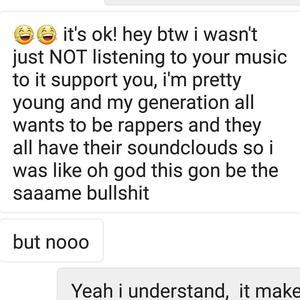 😂😂 it's ok! hey btw i wasn't
just NOT listening to your music
to it support you, i'm pretty
young and my generation all
wants to be rappers and they
all have their soundclouds so i
was like oh god this gon be the
saaame bullshit
but nooo
Yeah i understand, it make